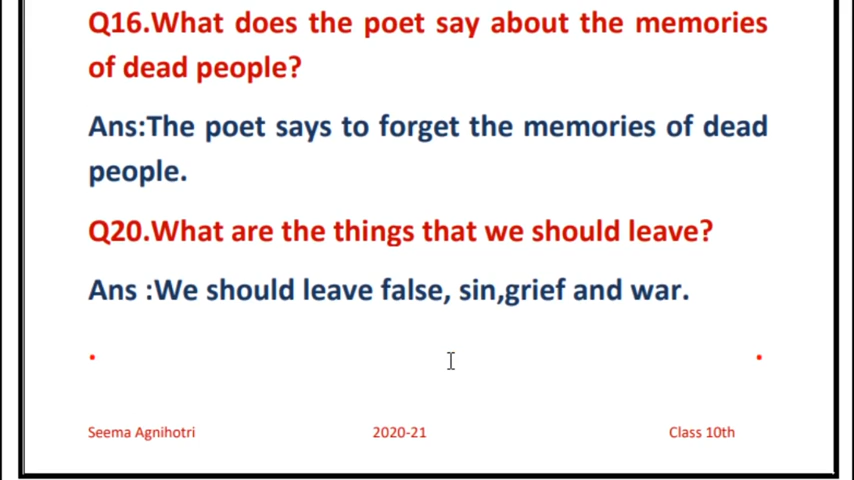 Q16.What does the poet say about the memories
of dead people?
Ans:The poet says to forget the memories of dead
people.
Q20.What are the things that we should leave?
Ans :We should leave false, sin,grief and war.
Seema Agnihotri 2020-21 Class 10th